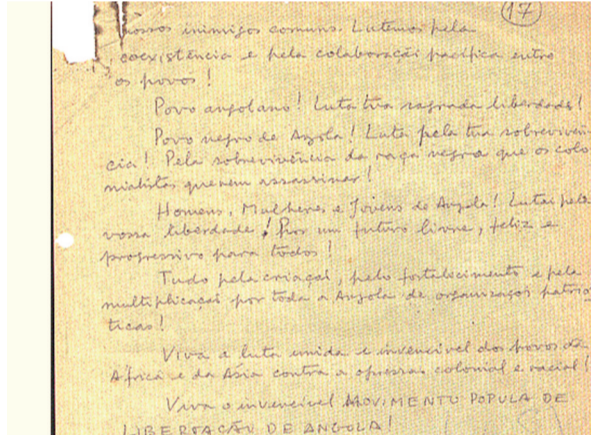 17
nossos inimigos comuns. Lutemos pela
coexistência e pela colaboração pacífica entre
os povos!
Povo angolano! Luta tua sagrada liberdade!
Povo negro de Angola! Luta pela tua sobrevivên-
cia! Pela sobrevivência da raça negra que os colo
nialistas querem assassinar!
Homens, Mulheres e Jovens de Angola! Lutai pela
vossa liberdade! Por um futuro livre, feliz e
progressivo para todos!
Tudo pela criação, pelo fortalecimento e pela
multiplicação por toda a Angola de organizações patrió
ticas!
Viva a luta unida e invencível dos povos da
África e da Ásia contra a opressão colonial e racial!
Viva o invencível MOVIMENTO POPULA DE
LIBERTAÇÃO DE ANGOLA!